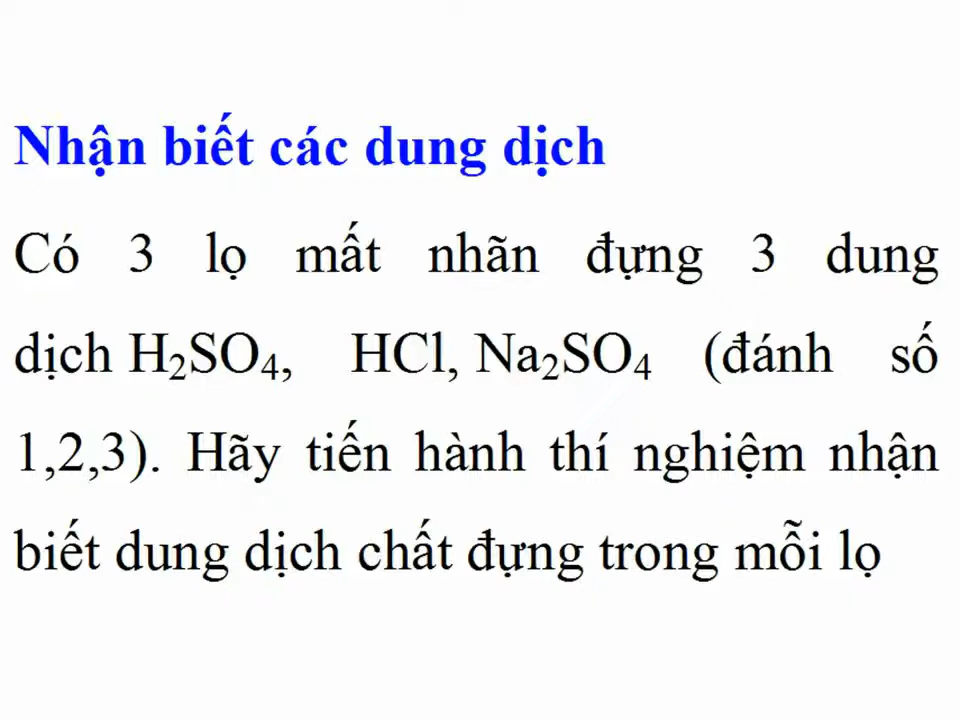 Nhận biết các dung dịch
Có 3 lọ mất nhãn đựng 3 dung
dịch H₂SO₄, HCl, Na₂SO₄ (đánh số
1,2,3). Hãy tiến hành thí nghiệm nhận
biết dung dịch chất đựng trong mỗi lọ